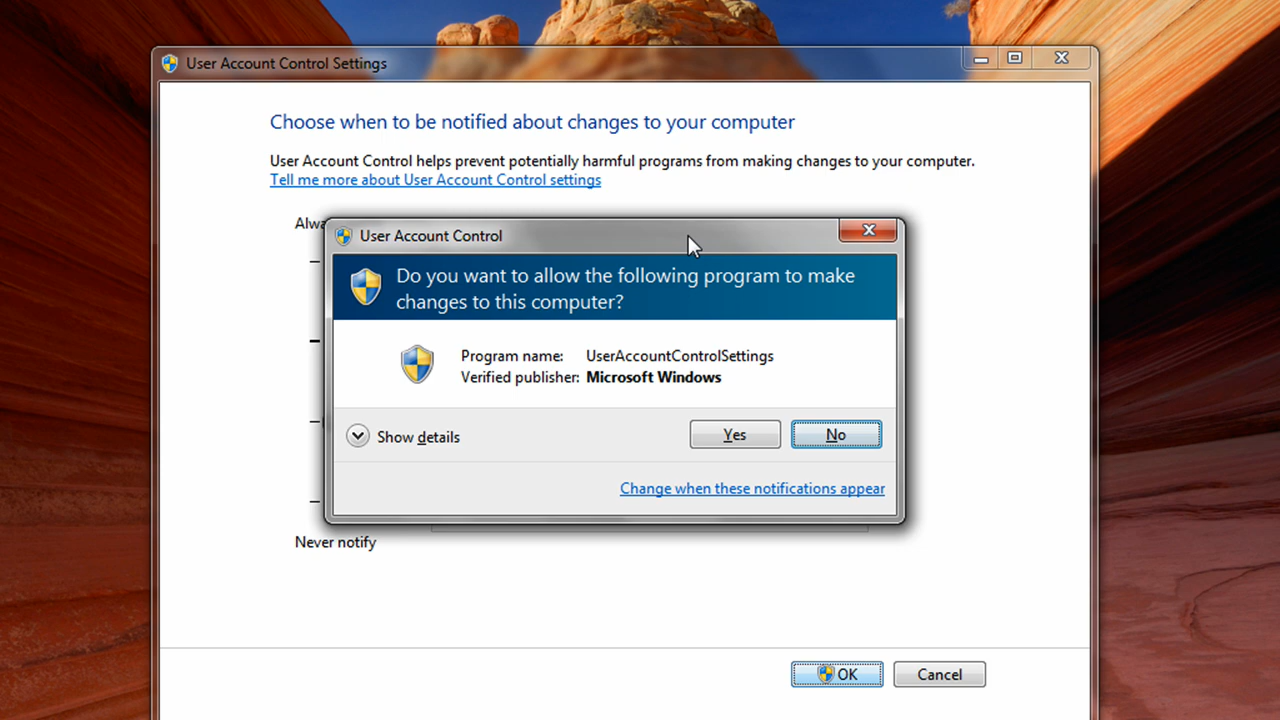 User Account Control Settings
Choose when to be notified about changes to your computer
User Account Control helps prevent potentially harmful programs from making changes to your computer.
Tell me more about User Account Control settings
User Account Control
Do you want to allow the following program to make
changes to this computer?
Program name: UserAccountControlSettings
Verified publisher: Microsoft Windows
Show details
Yes
No
Change when these notifications appear
Never notify
OK
Cancel